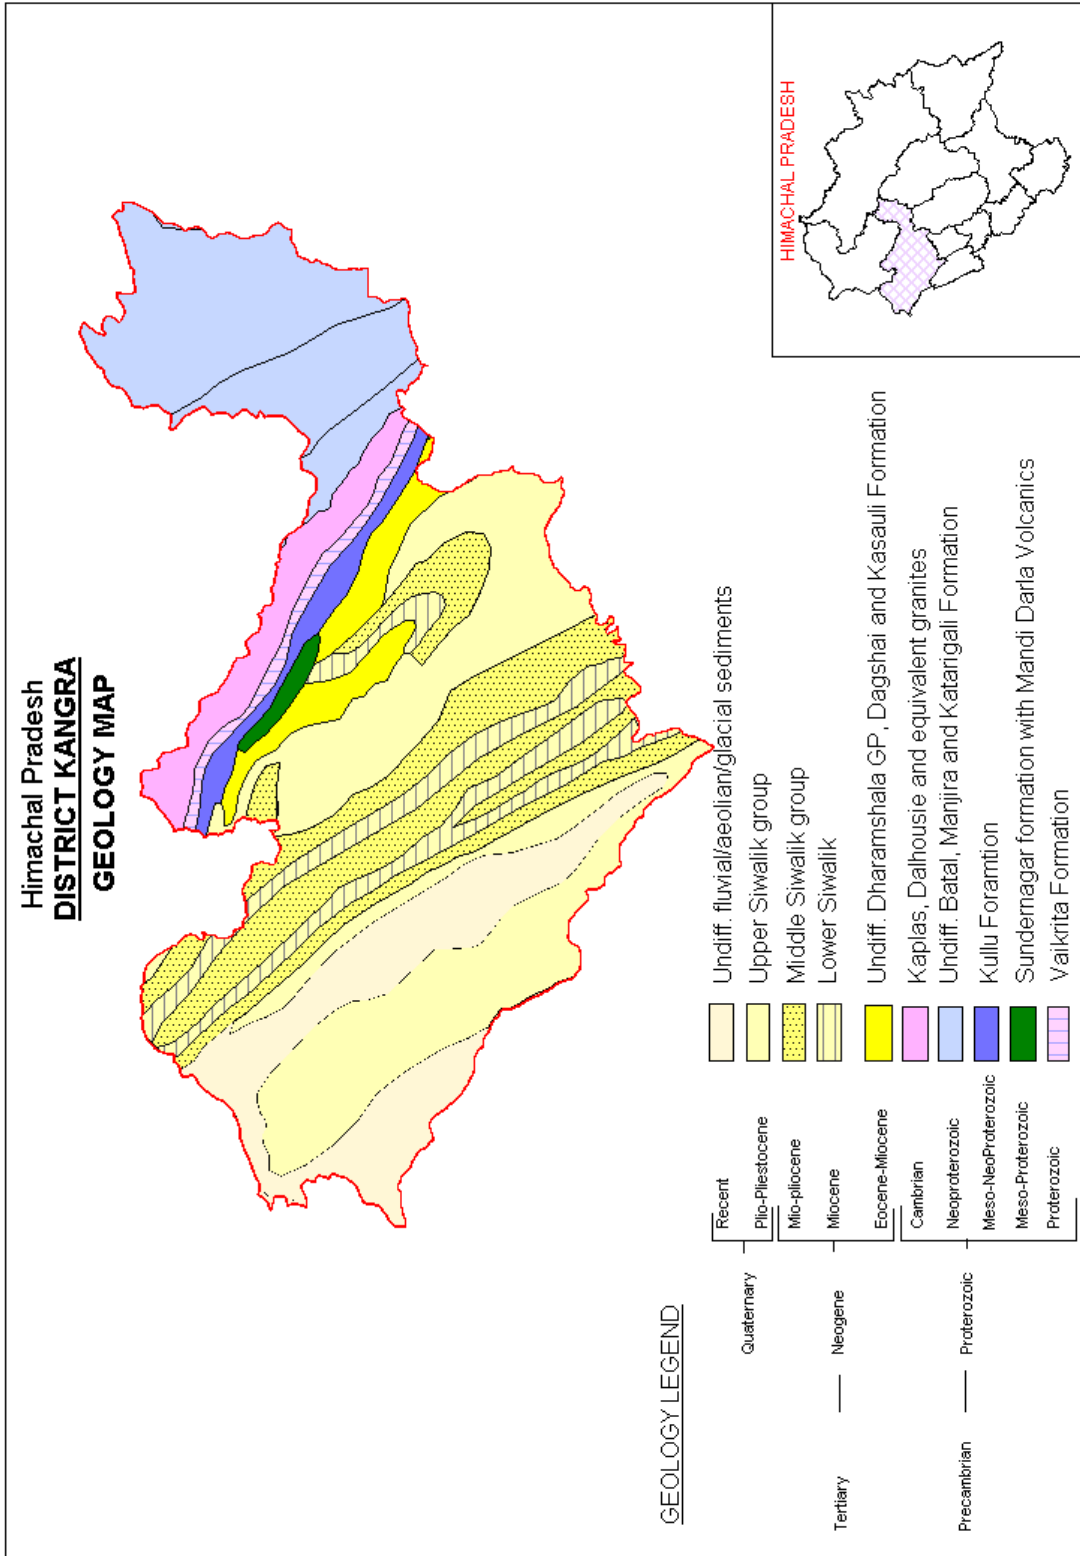 Himachal Pradesh
DISTRICT KANGRA
GEOLOGY MAP
HIMACHAL PRADESH
GEOLOGY LEGEND
Quaternary
Recent
Undiff. fluvial/aeolian/glacial sediments
Plio-Pliestocene
Upper Siwalik group
Tertiary
Neogene
Mio-pliocene
Middle Siwalik group
Miocene
Lower Siwalik
Eocene-Miocene
Undiff. Dharamshala GP, Dagshai and Kasauli Formation
Precambrian
Proterozoic
Cambrian
Kaplas, Dalhousie and equivalent granites
Neoproterozoic
Undiff. Batal, Manjira and Katarigali Formation
Meso-NeoProterozoic
Kullu Foramtion
Meso-Proterozoic
Sundernagar formation with Mandi Darla Volcanics
Proterozoic
Vaikrita Formation